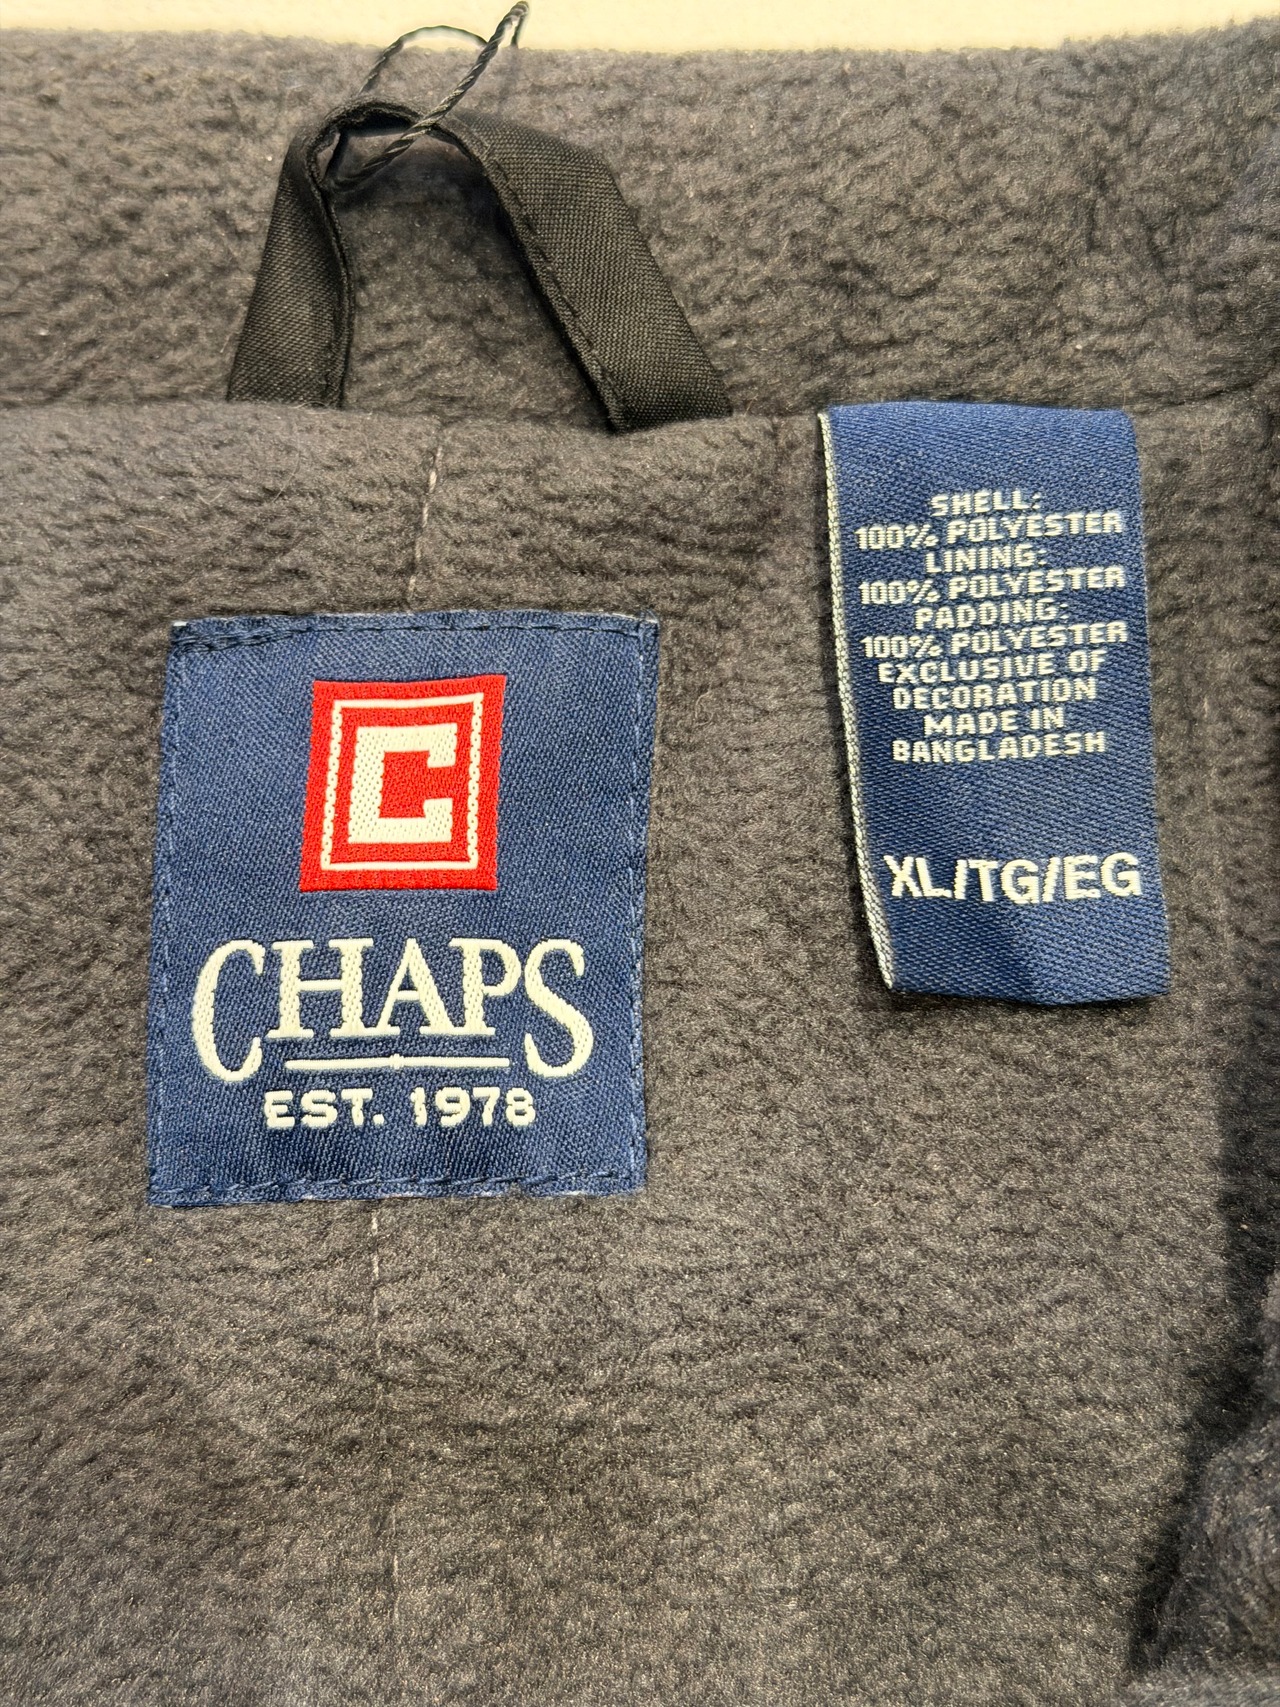 C
CHAPS
EST. 1978
SHELL:
100% POLYESTER
LINING:
100% POLYESTER
PADDING:
100% POLYESTER
EXCLUSIVE OF
DECORATION
MADE IN
BANGLADESH
XL/TG/EG